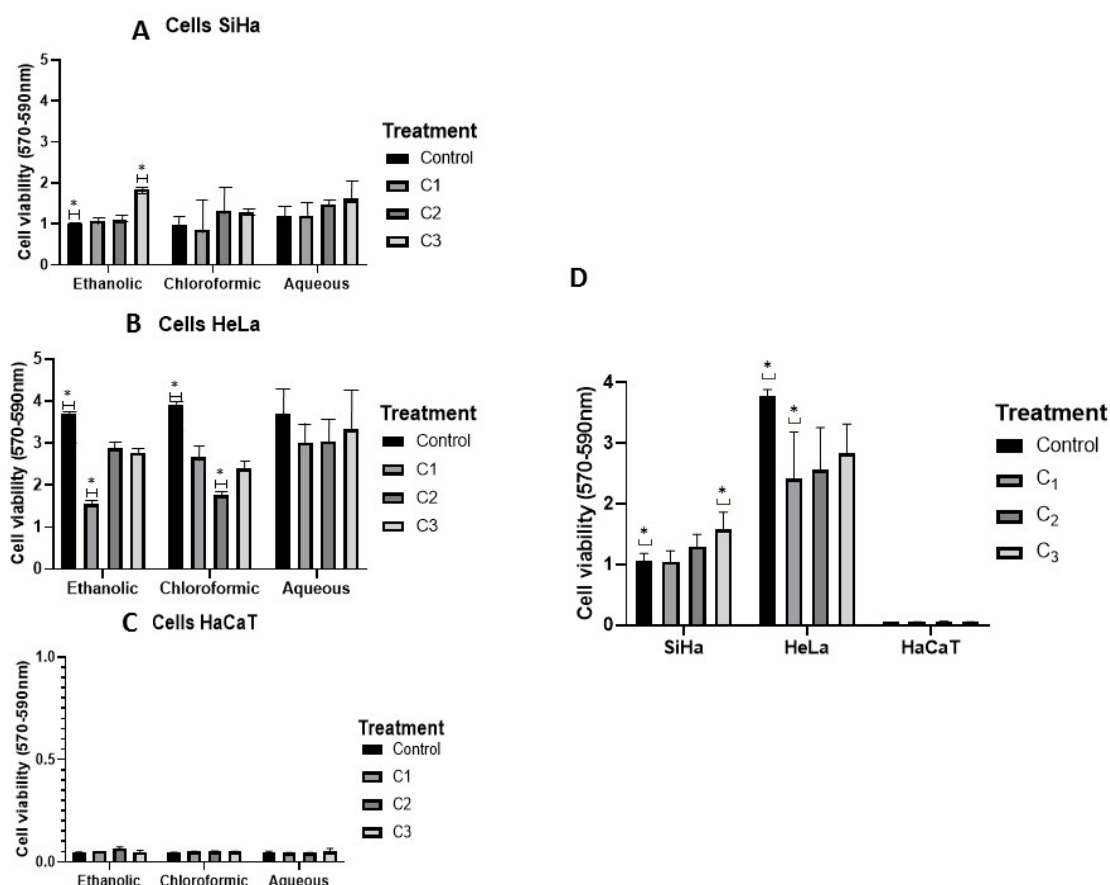 A Cells SiHa
Cell viability (570-590nm)
5
4
3
2
1
0
*
*
Ethanolic Chloroformic Aqueous
Treatment
Control
C1
C2
C3
B Cells HeLa
Cell viability (570-590nm)
5
4
3
2
1
0
*
*
*
*
Ethanolic Chloroformic Aqueous
Treatment
Control
C1
C2
C3
C Cells HaCaT
Cell viability (570-590nm)
1.0
0.5
0.0
Ethanolic Chloroformic Aqueous
Treatment
Control
C1
C2
C3
D
Cell viability (570-590nm)
4
3
2
1
0
*
*
*
*
SiHa HeLa HaCaT
Treatment
Control
C₁
C₂
C₃